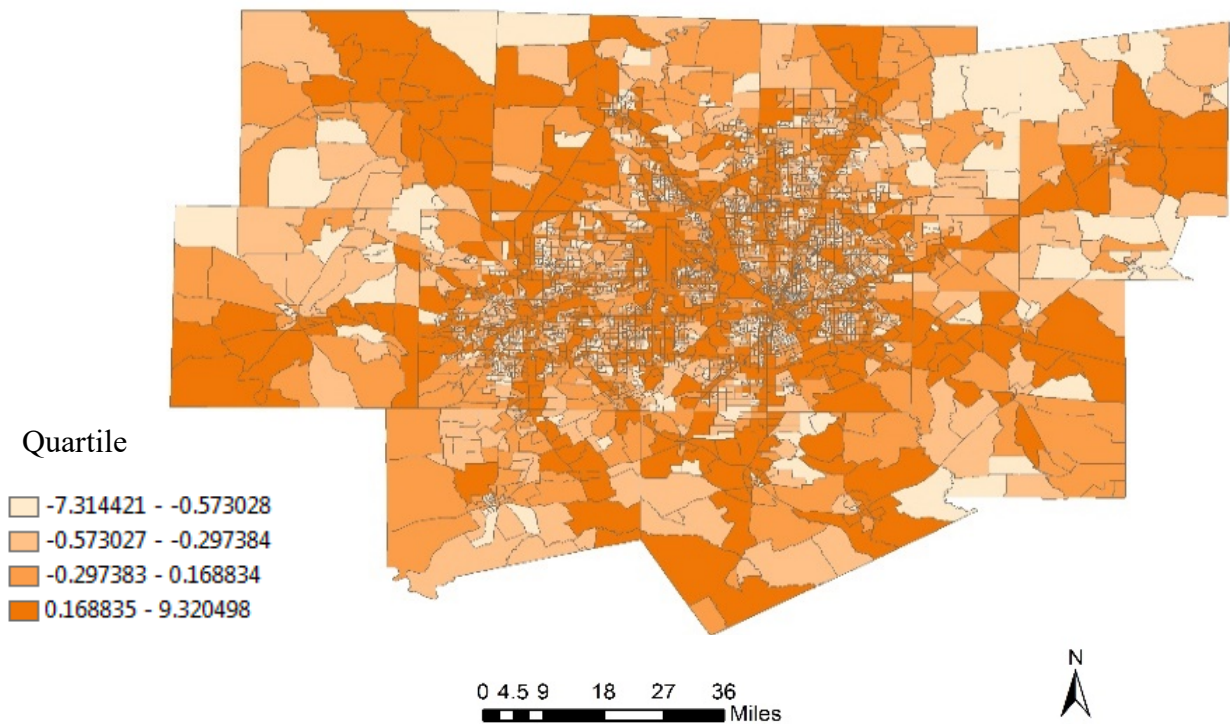 Quartile
-7.314421 - -0.573028
-0.573027 - -0.297384
-0.297383 - 0.168834
0.168835 - 9.320498
0 4.5 9 18 27 36
Miles
N